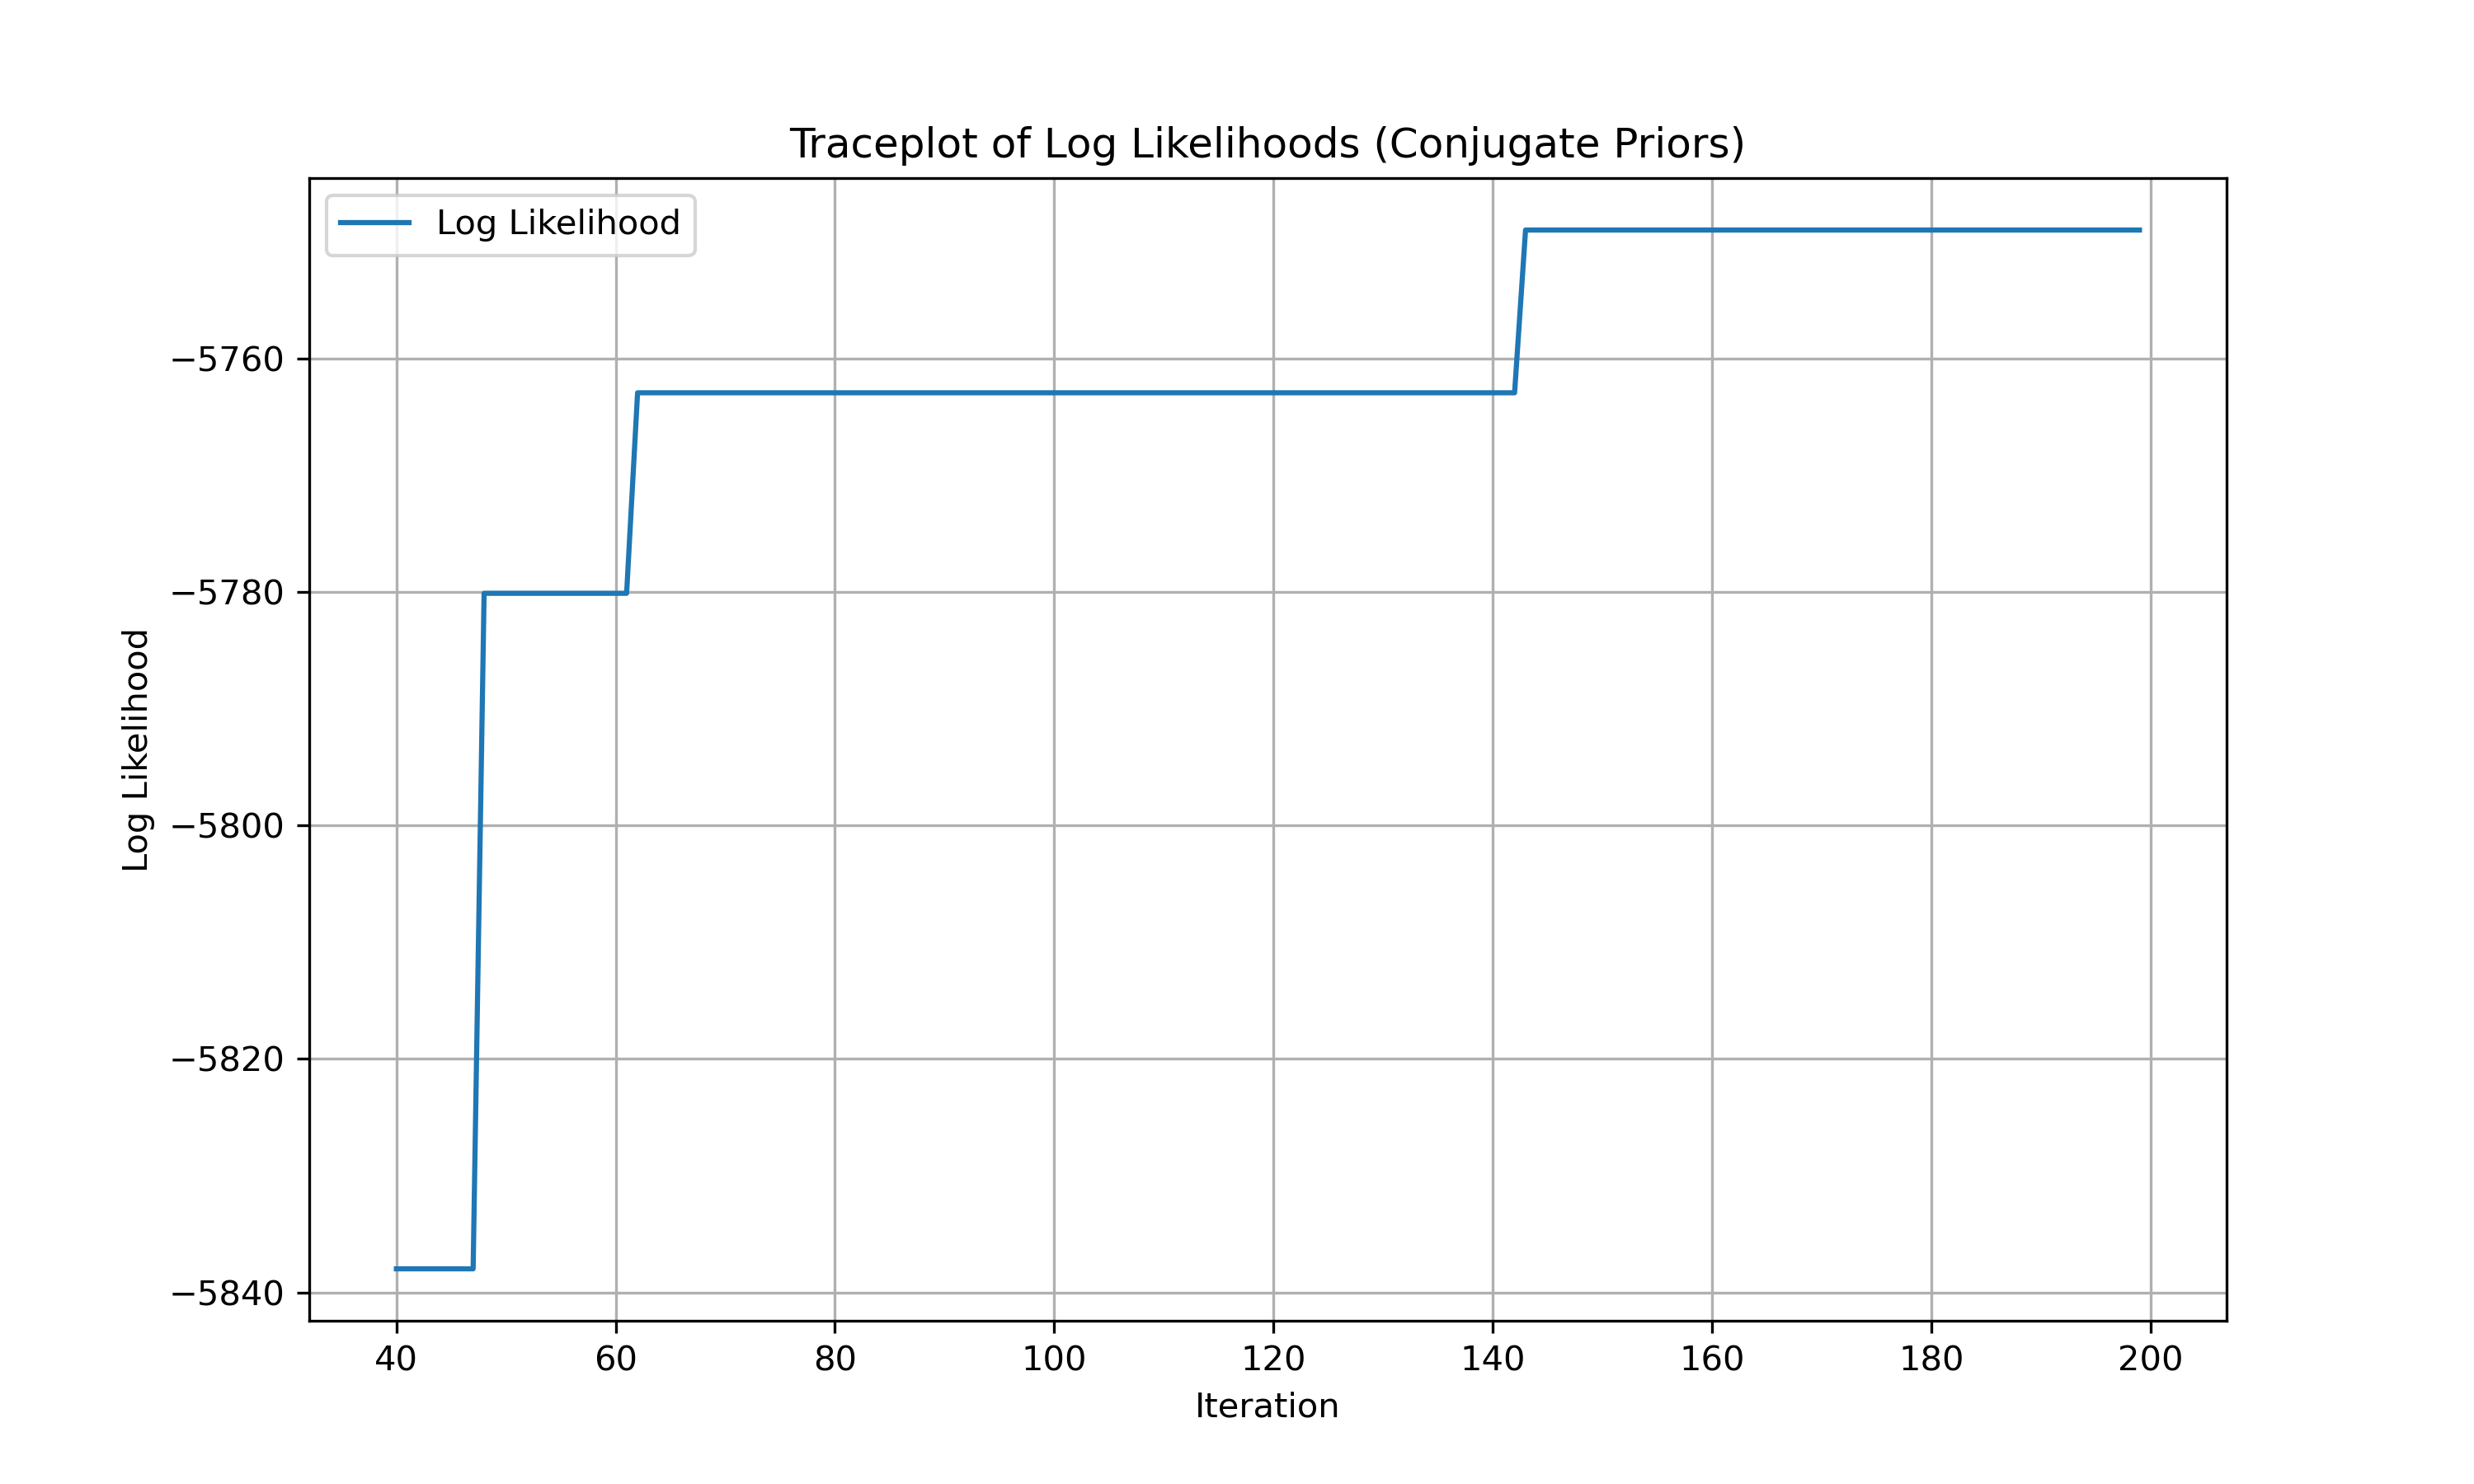 Traceplot of Log Likelihoods (Conjugate Priors)
Log Likelihood
−5760
−5780
−5800
−5820
−5840
Log Likelihood
40 60 80 100 120 140 160 180 200
Iteration